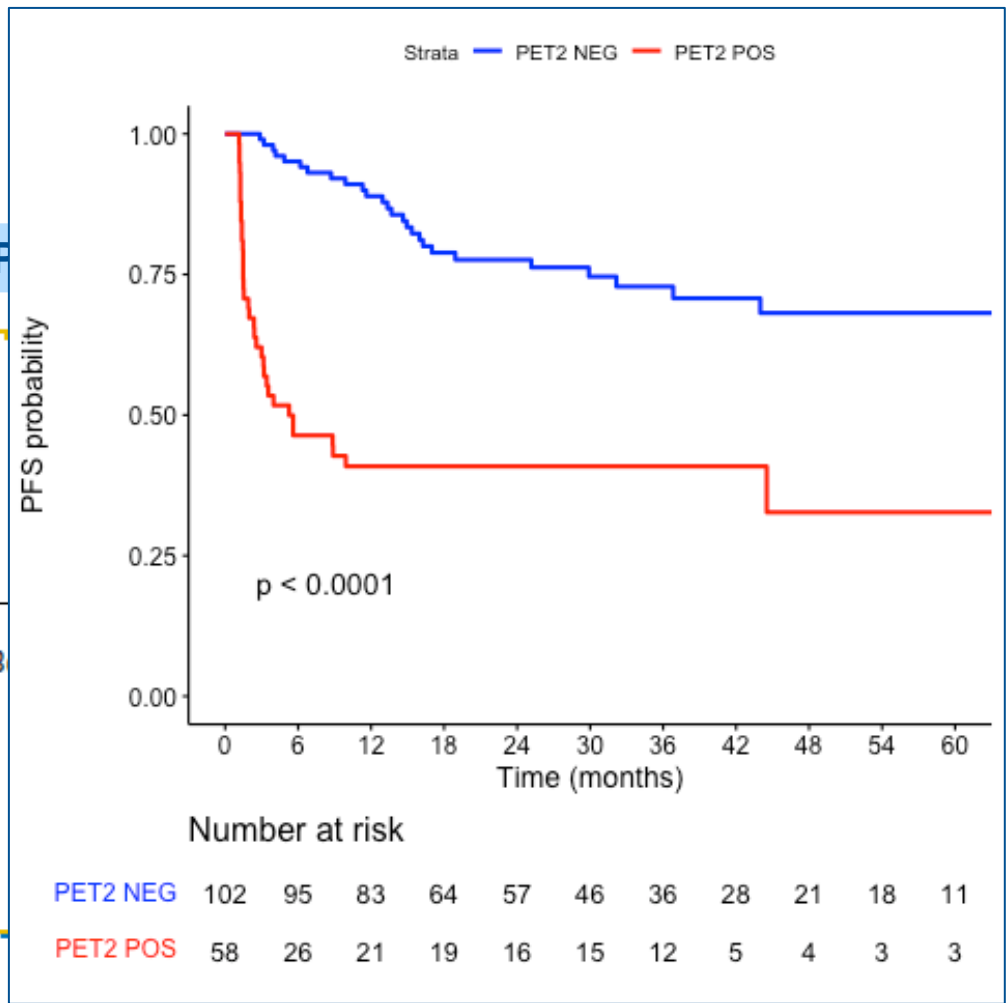 Strata PET2 NEG PET2 POS
1.00
0.75
0.50
0.25
0.00
PFS probability
p < 0.0001
0 6 12 18 24 30 36 42 48 54 60
Time (months)
Number at risk
PET2 NEG 102 95 83 64 57 46 36 28 21 18 11
PET2 POS 58 26 21 19 16 15 12 5 4 3 3